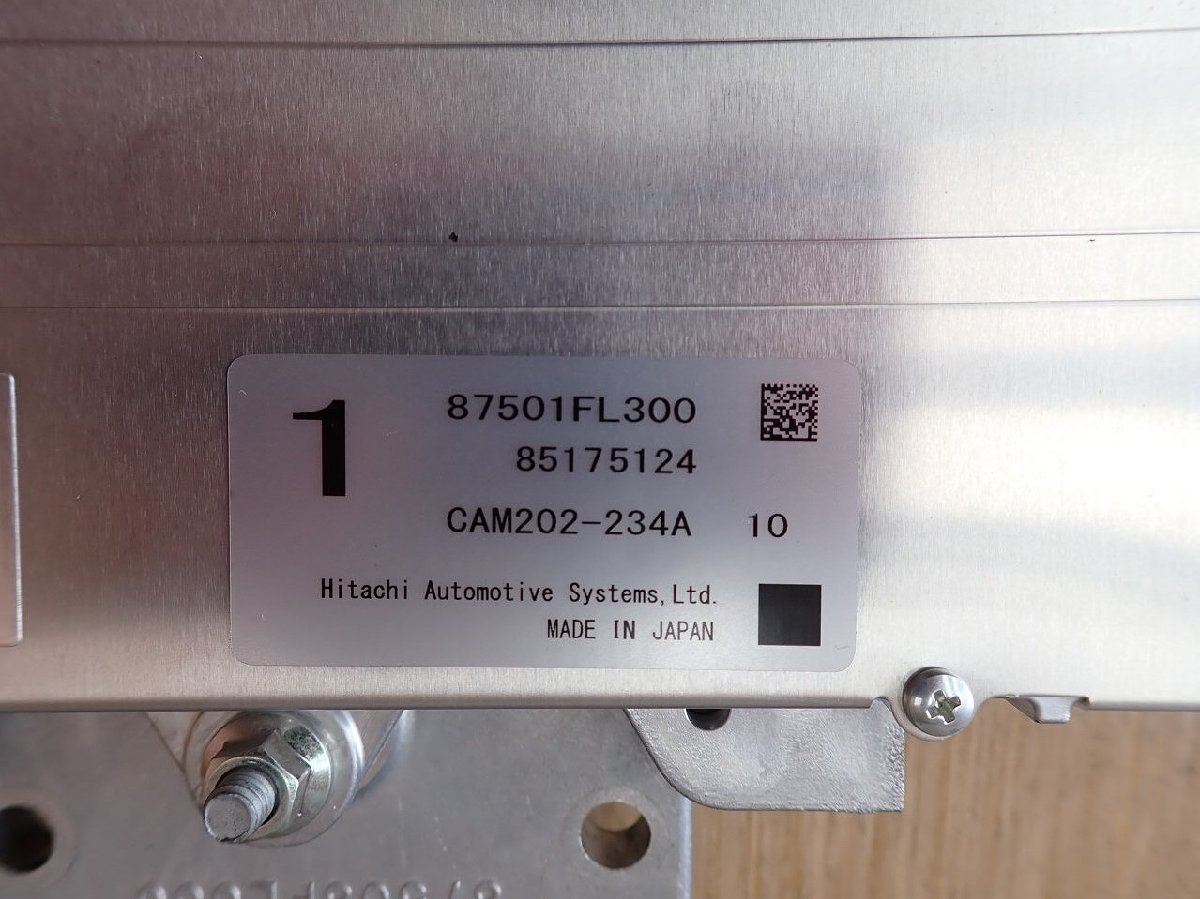 1
87501FL300
85175124
CAM202-234A 10
Hitachi Automotive Systems,Ltd.
MADE IN JAPAN